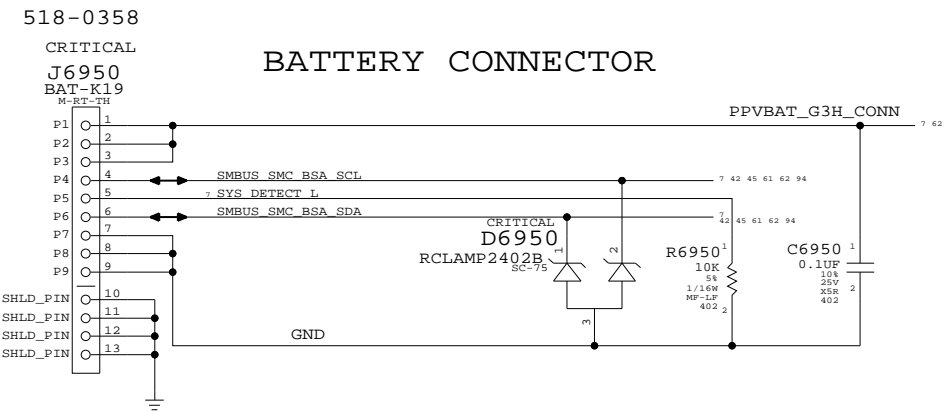 518-0358
CRITICAL
J6950
BAT-K19
M-RT-TH
BATTERY CONNECTOR
PPVBAT_G3H_CONN
7 62
P1 1
P2 2
P3 3
P4 4 SMBUS_SMC_BSA_SCL 7 42 45 61 62 94
P5 5 7 SYS_DETECT_L
P6 6 SMBUS_SMC_BSA_SDA 7
42 45 61 62 94
P7 7
P8 8
P9 9
SHLD_PIN 10
SHLD_PIN 11
SHLD_PIN 12
SHLD_PIN 13
GND
CRITICAL
D6950
RCLAMP2402B
SC-75
1
2
3
R6950 1
10K
5%
1/16W
MF-LF
402 2
C6950 1
0.1UF
10%
25V
X5R 2
402